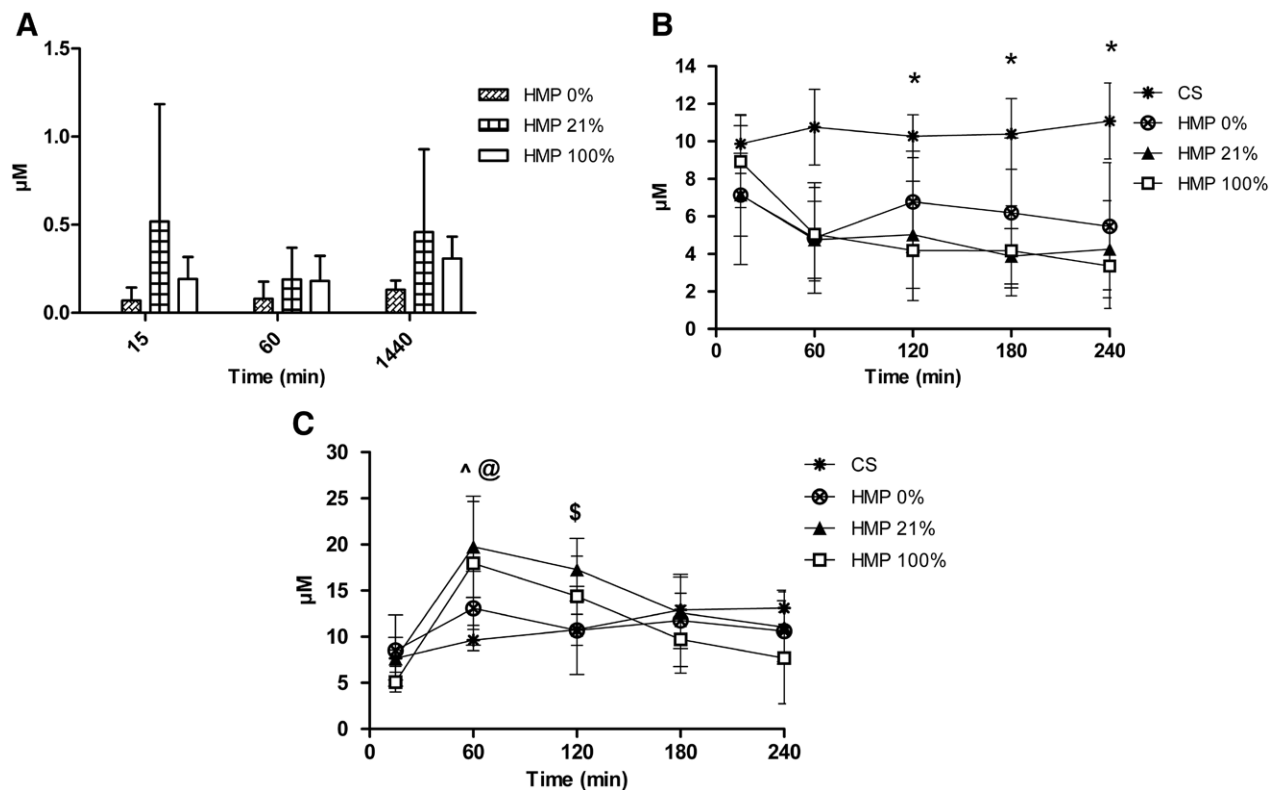 A
1.5
1.0
0.5
0.0
µM
15
60
1440
Time (min)
HMP 0%
HMP 21%
HMP 100%
B
14
12
10
8
6
4
2
0
µM
* * *
0 60 120 180 240
Time (min)
CS
HMP 0%
HMP 21%
HMP 100%
C
30
25
20
15
10
5
0
µM
^ @
$
0 60 120 180 240
Time (min)
CS
HMP 0%
HMP 21%
HMP 100%